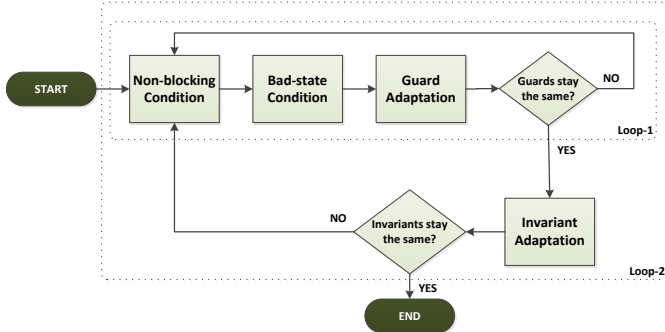 START
Non-blocking
Condition
Bad-state
Condition
Guard
Adaptation
Guards stay
the same?
NO
Loop-1
YES
NO
Invariants stay
the same?
Invariant
Adaptation
Loop-2
YES
END